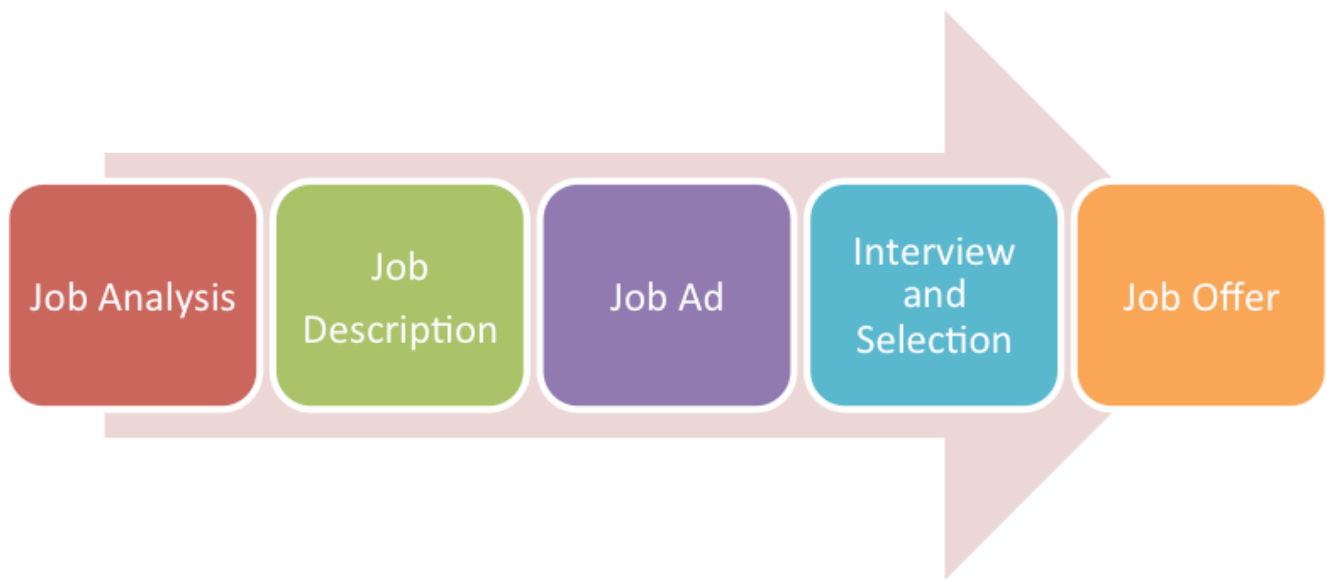 Job Analysis
Job
Description
Job Ad
Interview
and
Selection
Job Offer